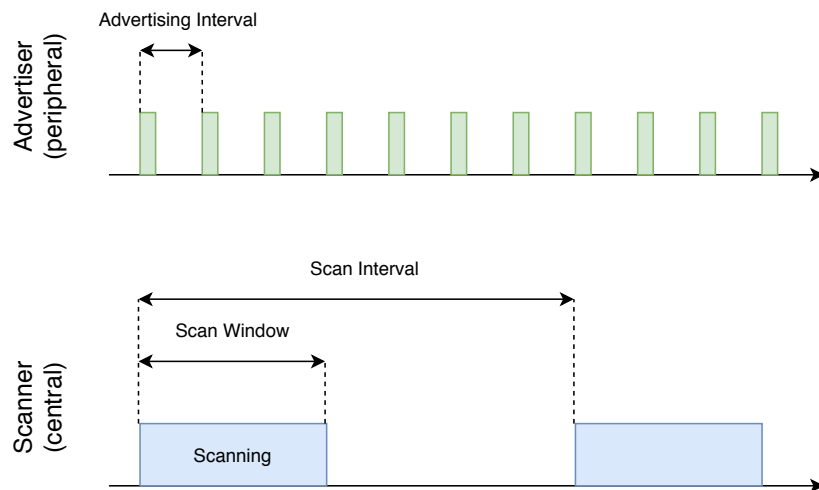 Advertising Interval
Advertiser
(peripheral)
Scan Interval
Scan Window
Scanner
(central)
Scanning